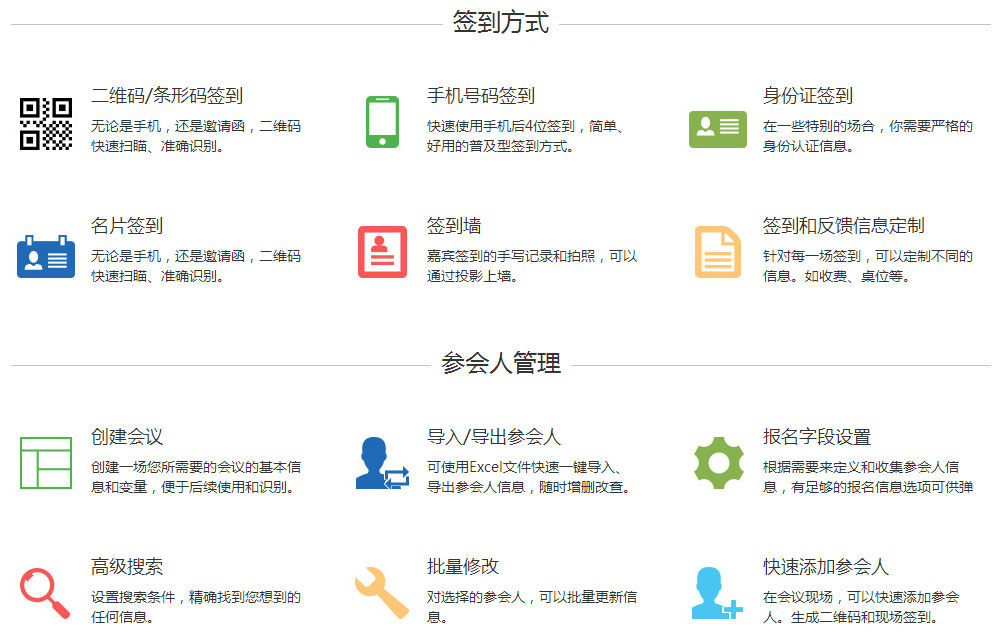 签到方式
二维码/条形码签到
无论是手机，还是邀请函，二维码
快速扫瞄、准确识别。
手机号码签到
快速使用手机后4位签到，简单、
好用的普及型签到方式。
身份证签到
在一些特别的场合，你需要严格的
身份认证信息。
名片签到
无论是手机，还是邀请函，二维码
快速扫瞄、准确识别。
签到墙
嘉宾签到的手写记录和拍照，可以
通过投影上墙。
签到和反馈信息定制
针对每一场签到，可以定制不同的
信息。如收费、桌位等。
参会人管理
创建会议
创建一场您所需要的会议的基本信
息和变量，便于后续使用和识别。
导入/导出参会人
可使用Excel文件快速一键导入、
导出参会人信息，随时增删改查。
报名字段设置
根据需要来定义和收集参会人信
息，有足够的报名信息选项可供弹
高级搜索
设置搜索条件，精确找到您想到的
任何信息。
批量修改
对选择的参会人，可以批量更新信
息。
快速添加参会人
在会议现场，可以快速添加参会
人。生成二维码和现场签到。